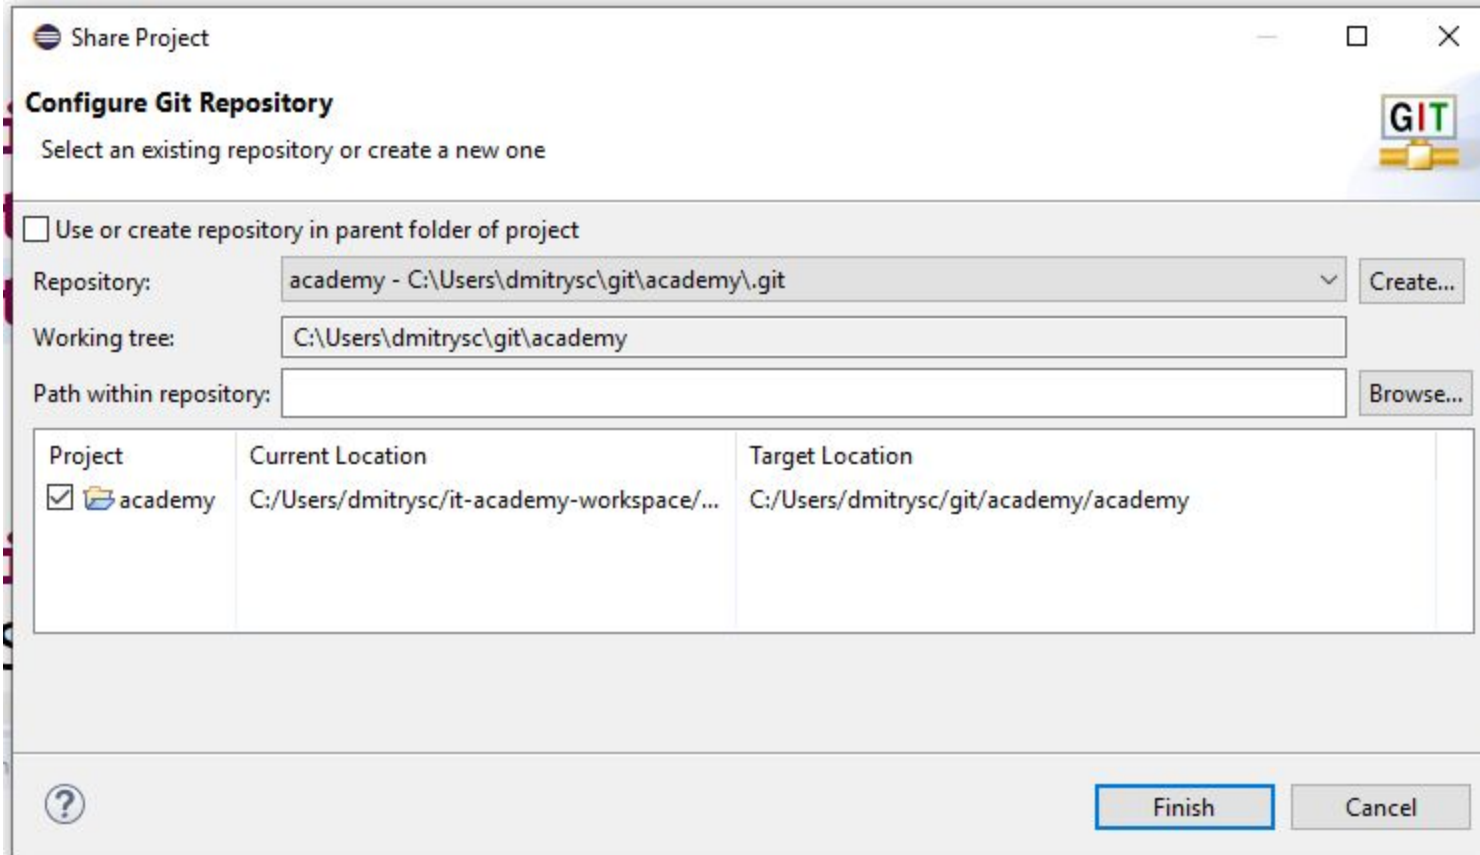 Share Project
Configure Git Repository
Select an existing repository or create a new one
GIT
Use or create repository in parent folder of project
Repository: academy - C:\Users\dmitrysc\git\academy\.git Create...
Working tree: C:\Users\dmitrysc\git\academy
Path within repository: Browse...
Project Current Location Target Location
academy C:/Users/dmitrysc/it-academy-workspace/... C:/Users/dmitrysc/git/academy/academy
? Finish Cancel